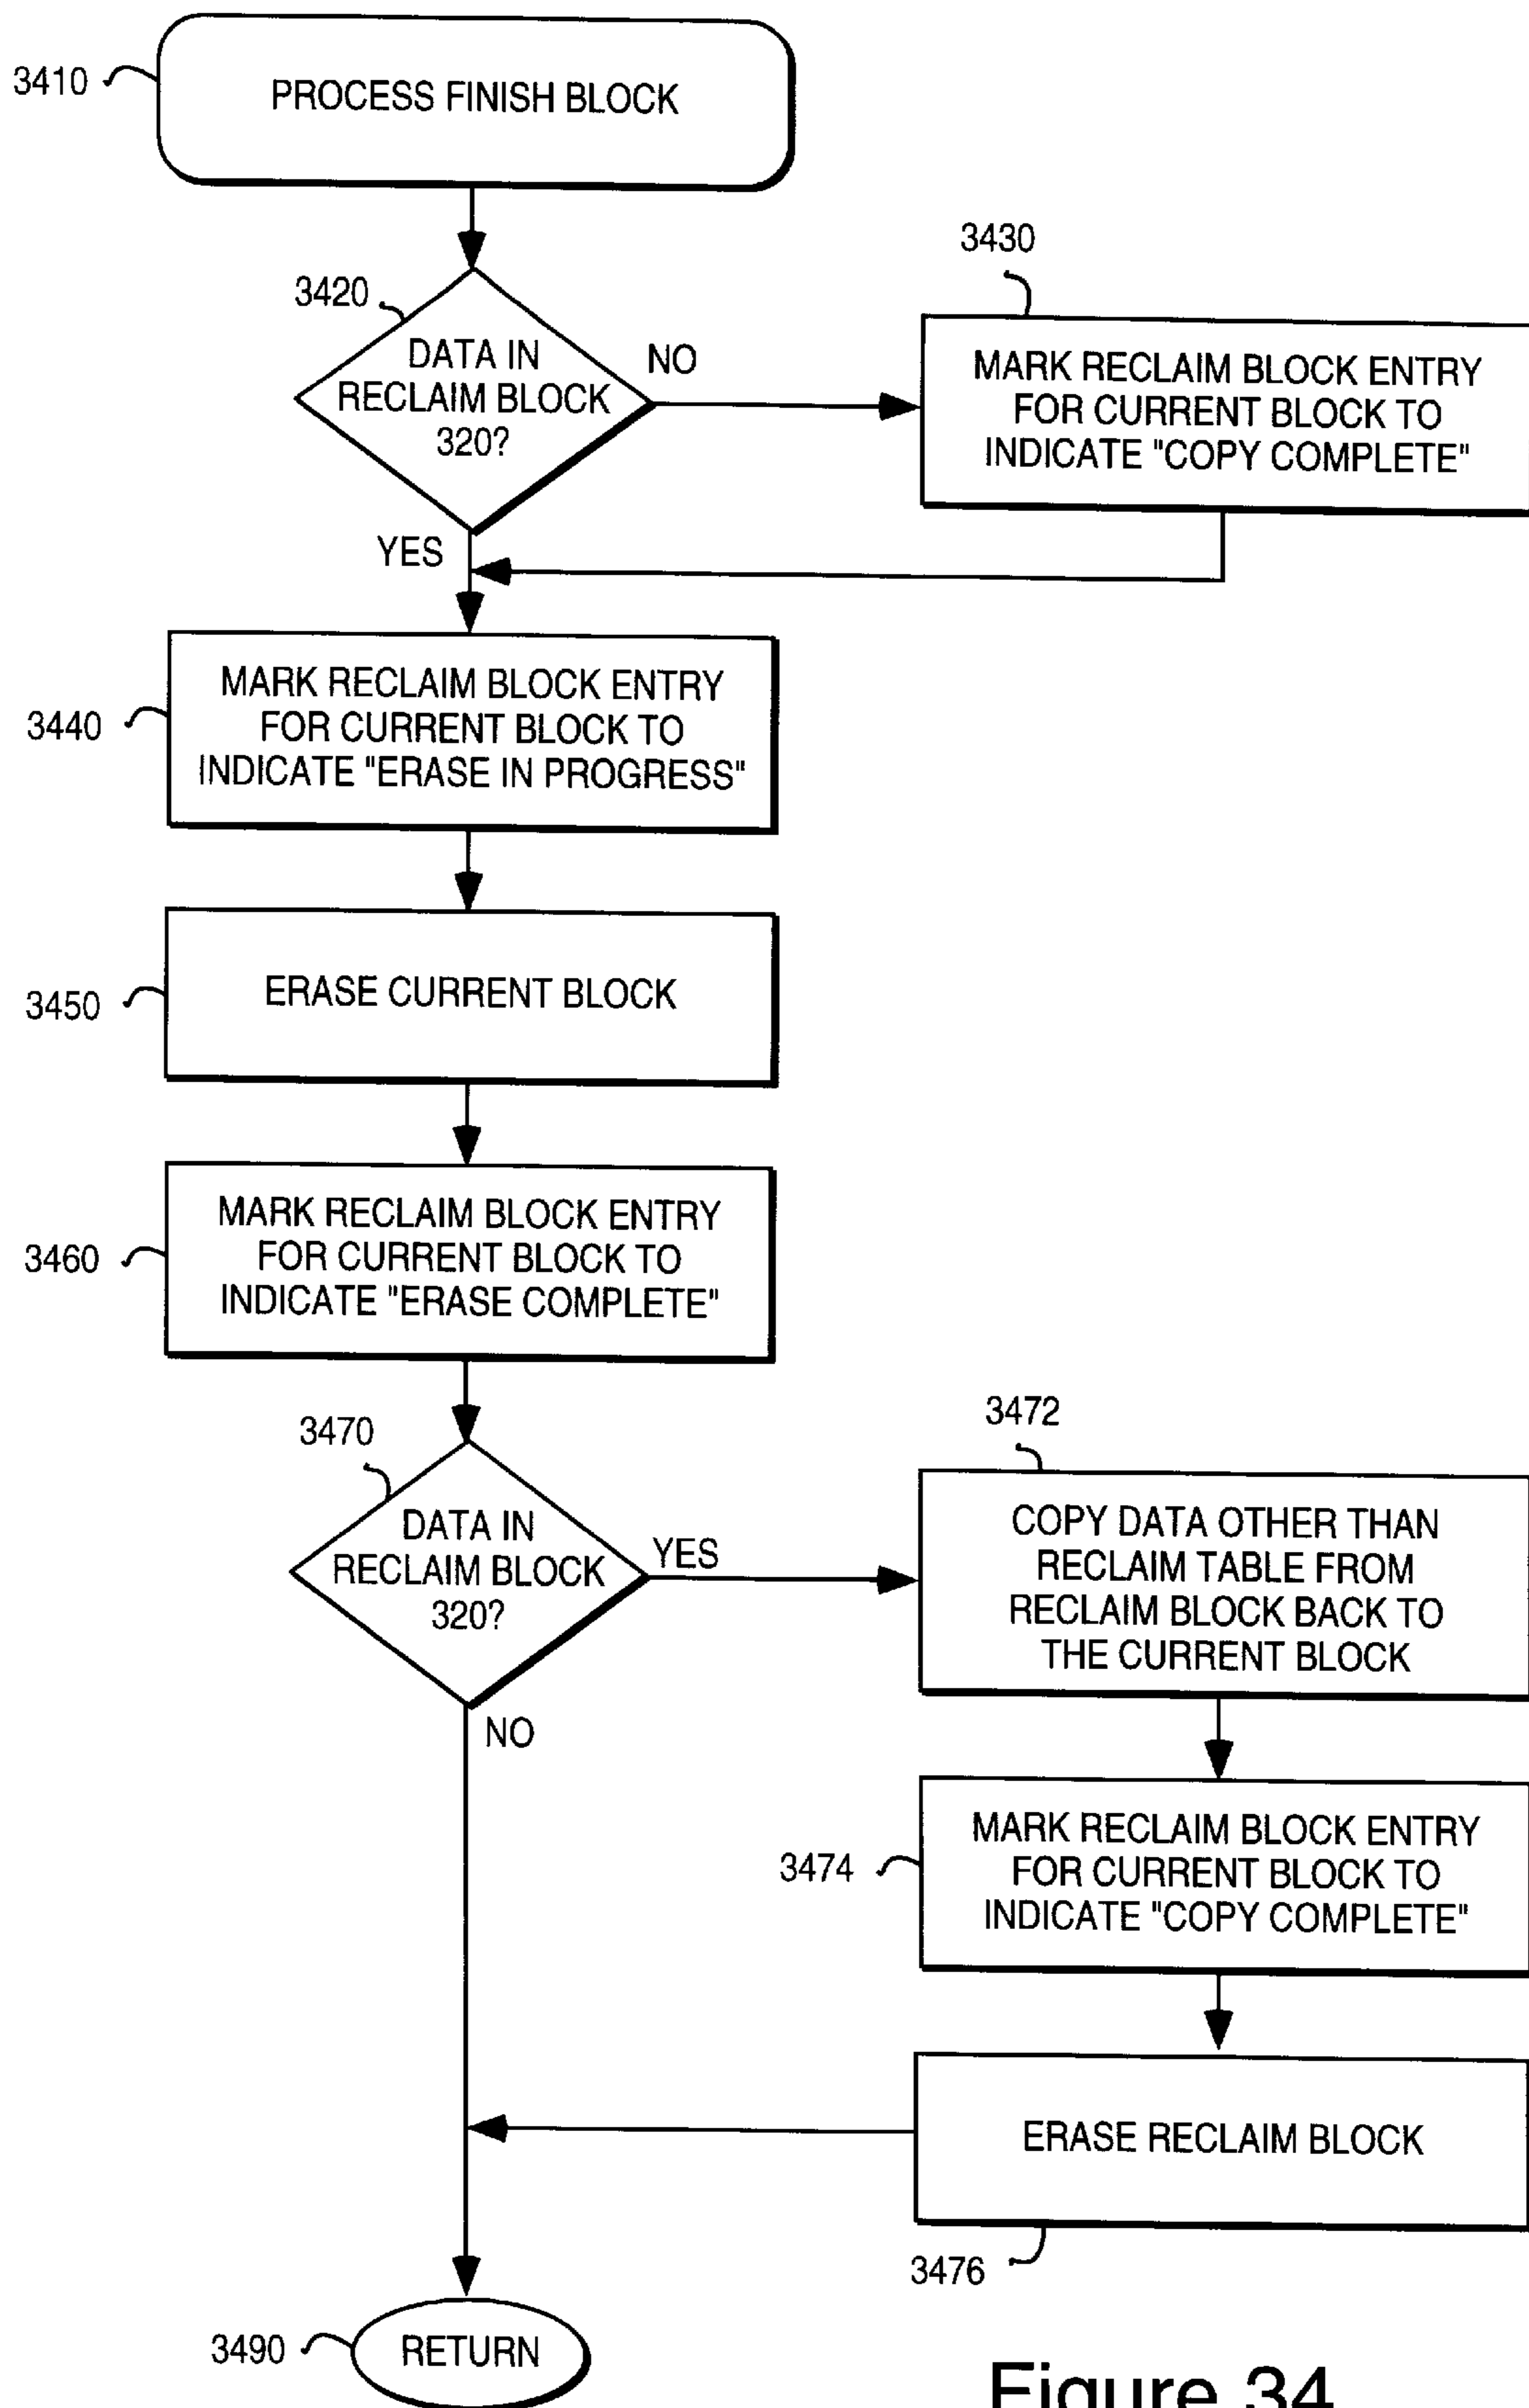 3410
PROCESS FINISH BLOCK
3420
DATA IN
RECLAIM BLOCK
320?
NO
YES
3430
MARK RECLAIM BLOCK ENTRY
FOR CURRENT BLOCK TO
INDICATE "COPY COMPLETE"
3440
MARK RECLAIM BLOCK ENTRY
FOR CURRENT BLOCK TO
INDICATE "ERASE IN PROGRESS"
3450
ERASE CURRENT BLOCK
3460
MARK RECLAIM BLOCK ENTRY
FOR CURRENT BLOCK TO
INDICATE "ERASE COMPLETE"
3470
DATA IN
RECLAIM BLOCK
320?
YES
NO
3472
COPY DATA OTHER THAN
RECLAIM TABLE FROM
RECLAIM BLOCK BACK TO
THE CURRENT BLOCK
3474
MARK RECLAIM BLOCK ENTRY
FOR CURRENT BLOCK TO
INDICATE "COPY COMPLETE"
ERASE RECLAIM BLOCK
3476
3490
RETURN
Figure 34